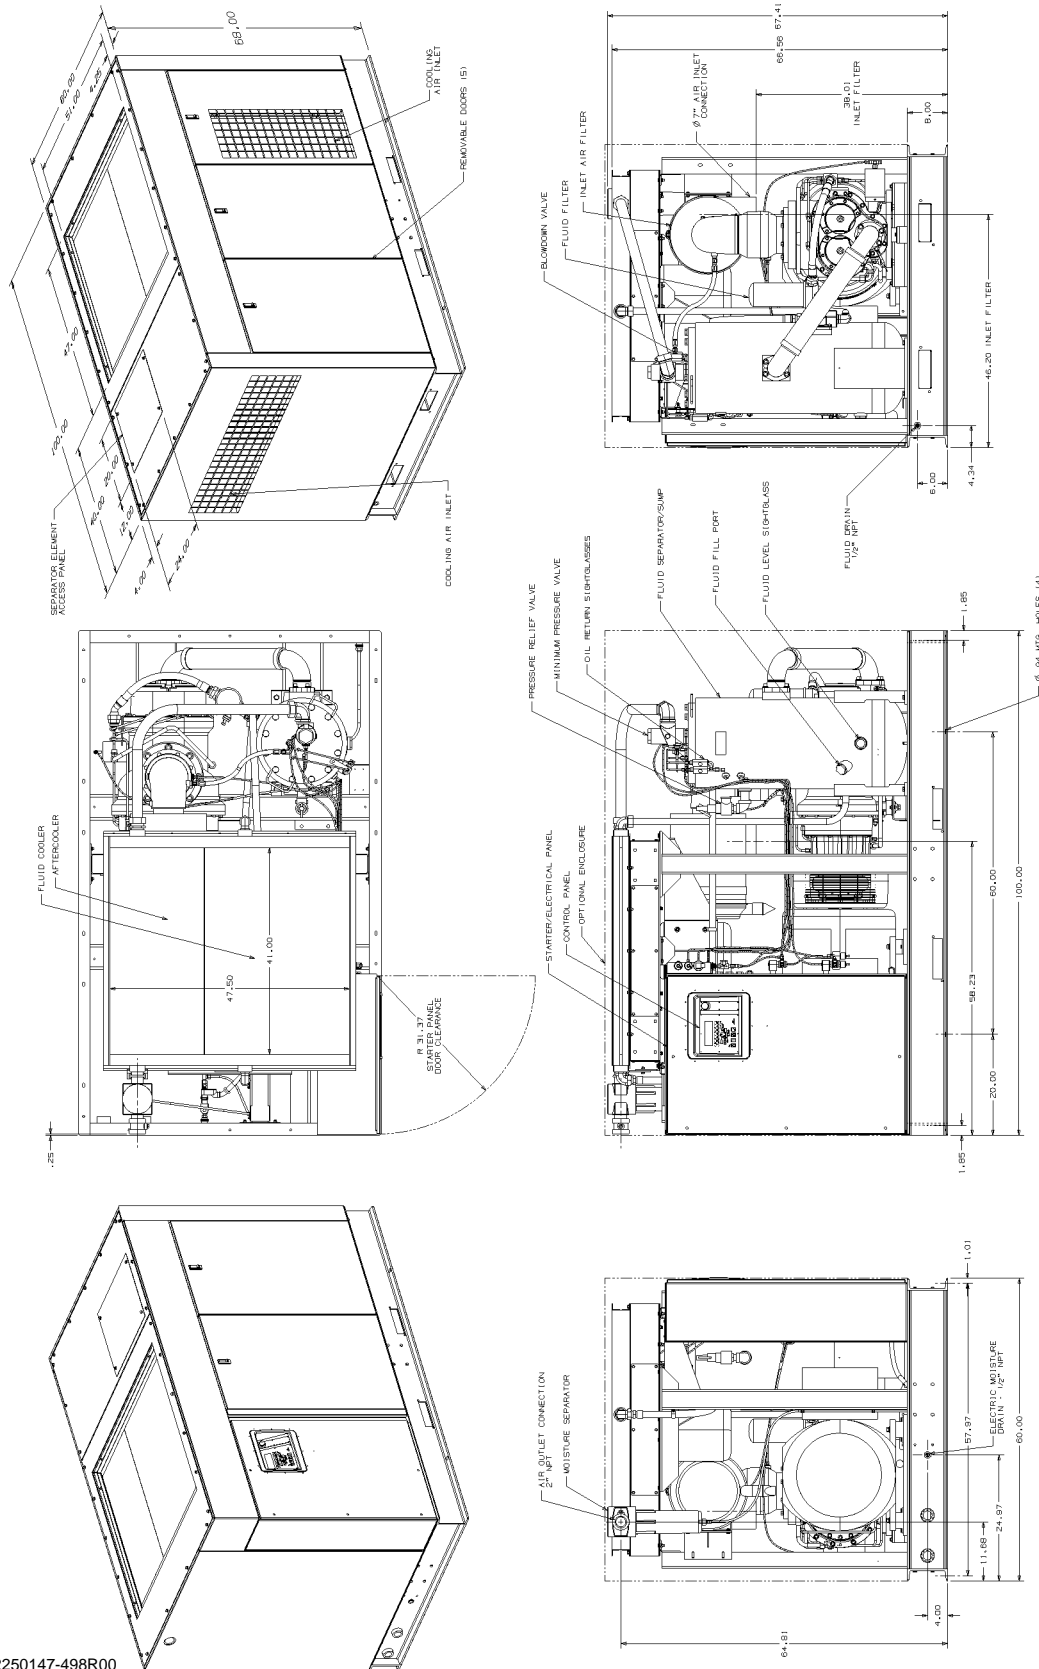 SEPARATOR ELEMENT
ACCESS PANEL
100.00
40.00
12.00
4.00
20.00
24.00
47.00
80.00
51.00
4.25
68.00
COOLING AIR INLET
COOLING
AIR INLET
REMOVABLE DOORS (5)
66.56
67.41
38.01
INLET FILTER
8.00
Ø 7" AIR INLET
CONNECTION
INLET AIR FILTER
FLUID FILTER
BLOWDOWN VALVE
46.20 INLET FILTER
4.34
6.00
FLUID DRAIN
1/2" NPT
FLUID COOLER
AFTERCOOLER
47.50
41.00
R 31.37
STARTER PANEL
DOOR CLEARANCE
.25
PRESSURE RELIEF VALVE
MINIMUM PRESSURE VALVE
OIL RETURN SIGHTGLASSES
FLUID SEPARATOR/SUMP
FLUID FILL PORT
FLUID LEVEL SIGHTGLASS
STARTER/ELECTRICAL PANEL
CONTROL PANEL
OPTIONAL ENCLOSURE
1.85
60.00
100.00
58.23
20.00
1.85
AIR OUTLET CONNECTION
2" NPT
MOISTURE SEPARATOR
64.81
4.00
11.68
24.97
57.97
60.00
1.01
ELECTRIC MOISTURE
DRAIN - 1/2" NPT
250147-498R00